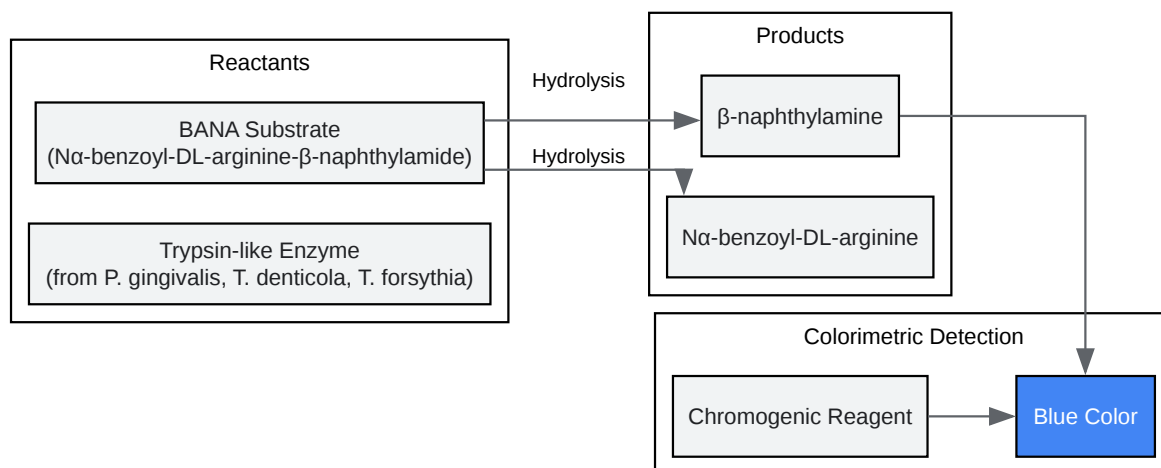 Reactants
BANA Substrate
(Nα-benzoyl-DL-arginine-β-naphthylamide)
Trypsin-like Enzyme
(from P. gingivalis, T. denticola, T. forsythia)
Hydrolysis
Hydrolysis
Products
β-naphthylamine
Nα-benzoyl-DL-arginine
Colorimetric Detection
Chromogenic Reagent
Blue Color